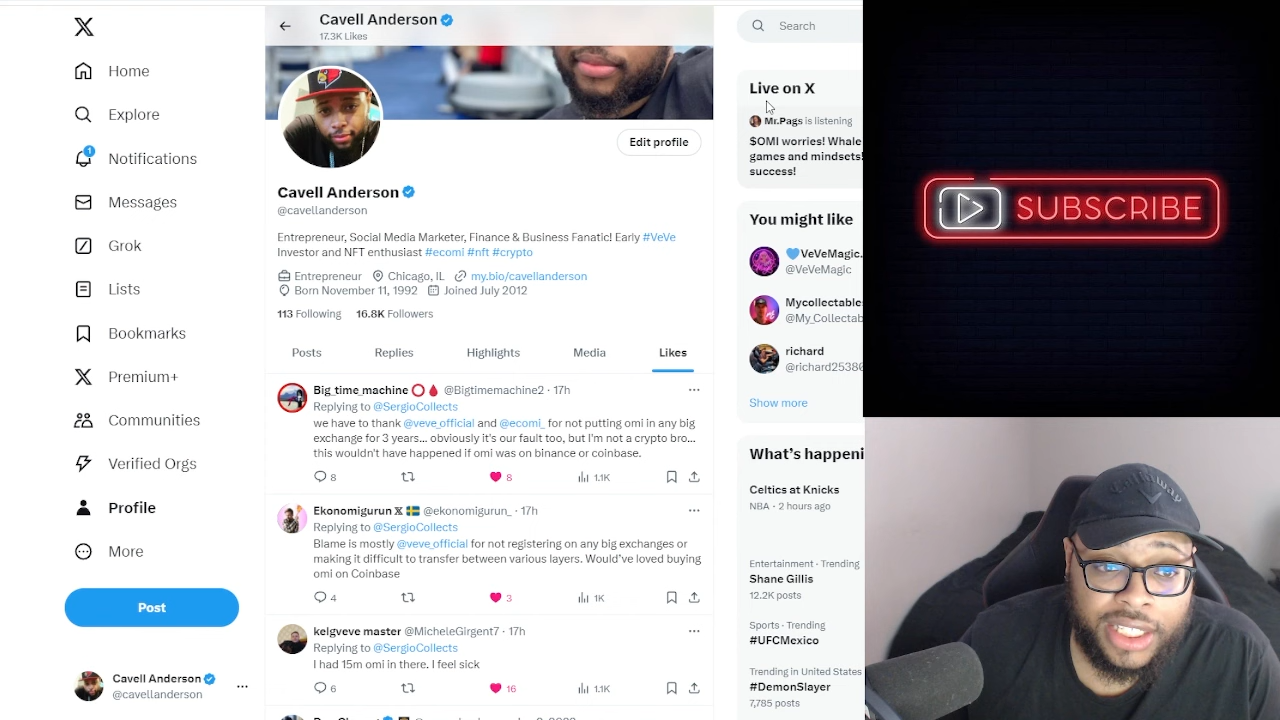 Home
Explore
1
Notifications
Messages
Grok
Lists
Bookmarks
Premium+
Communities
Verified Orgs
Profile
More
Post
Cavell Anderson
@cavellanderson
Cavell Anderson
17.3K Likes
Edit profile
Cavell Anderson
@cavellanderson
Entrepreneur, Social Media Marketer, Finance & Business Fanatic! Early #VeVe
Investor and NFT enthusiast #ecomi #nft #crypto
Entrepreneur Chicago, IL my.bio/cavellanderson
Born November 11, 1992 Joined July 2012
113 Following 16.8K Followers
Posts Replies Highlights Media Likes
Big_time_machine ⭕🩸 @Bigtimemachine2 · 17h
Replying to @SergioCollects
we have to thank @veve_official and @ecomi_ for not putting omi in any big
exchange for 3 years... obviously it's our fault too, but I'm not a crypto bro...
this wouldn't have happened if omi was on binance or coinbase.
8 8 1.1K
Ekonomigurun 𝕏 🇸🇪 @ekonomigurun_ · 17h
Replying to @SergioCollects
Blame is mostly @veve_official for not registering on any big exchanges or
making it difficult to transfer between various layers. Would've loved buying
omi on Coinbase
4 3 1K
kelgveve master @MicheleGirgent7 · 17h
Replying to @SergioCollects
I had 15m omi in there. I feel sick
6 16 1.1K
Search
Live on X
Mr.Pags is listening
$OMI worries! Whale
games and mindsets!
success!
You might like
💙VeVeMagic.
@VeVeMagic
Mycollectable
@My_Collectab
richard
@richard2538
Show more
What's happeni
Celtics at Knicks
NBA · 2 hours ago
Entertainment · Trending
Shane Gillis
12.2K posts
Sports · Trending
#UFCMexico
Trending in United States
#DemonSlayer
7,785 posts
SUBSCRIBE